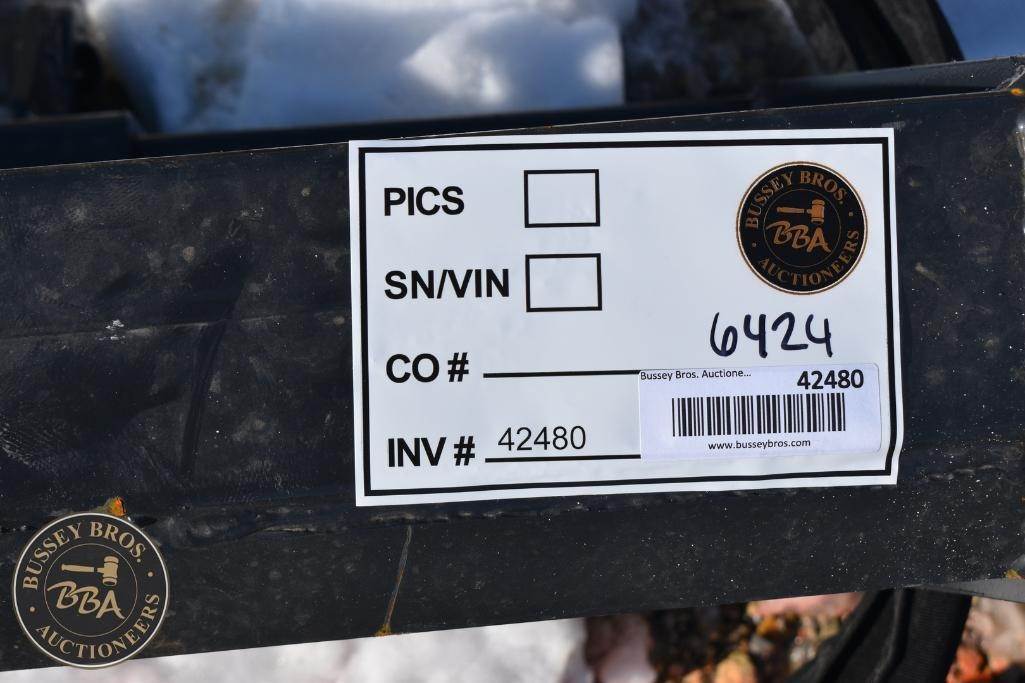 PICS
BUSSEY BROS.
BBA
AUCTIONEERS
SN/VIN
6424
CO #
Bussey Bros. Auctione... 42480
www.busseybros.com
INV # 42480
BUSSEY BROS.
BBA
AUCTIONEERS